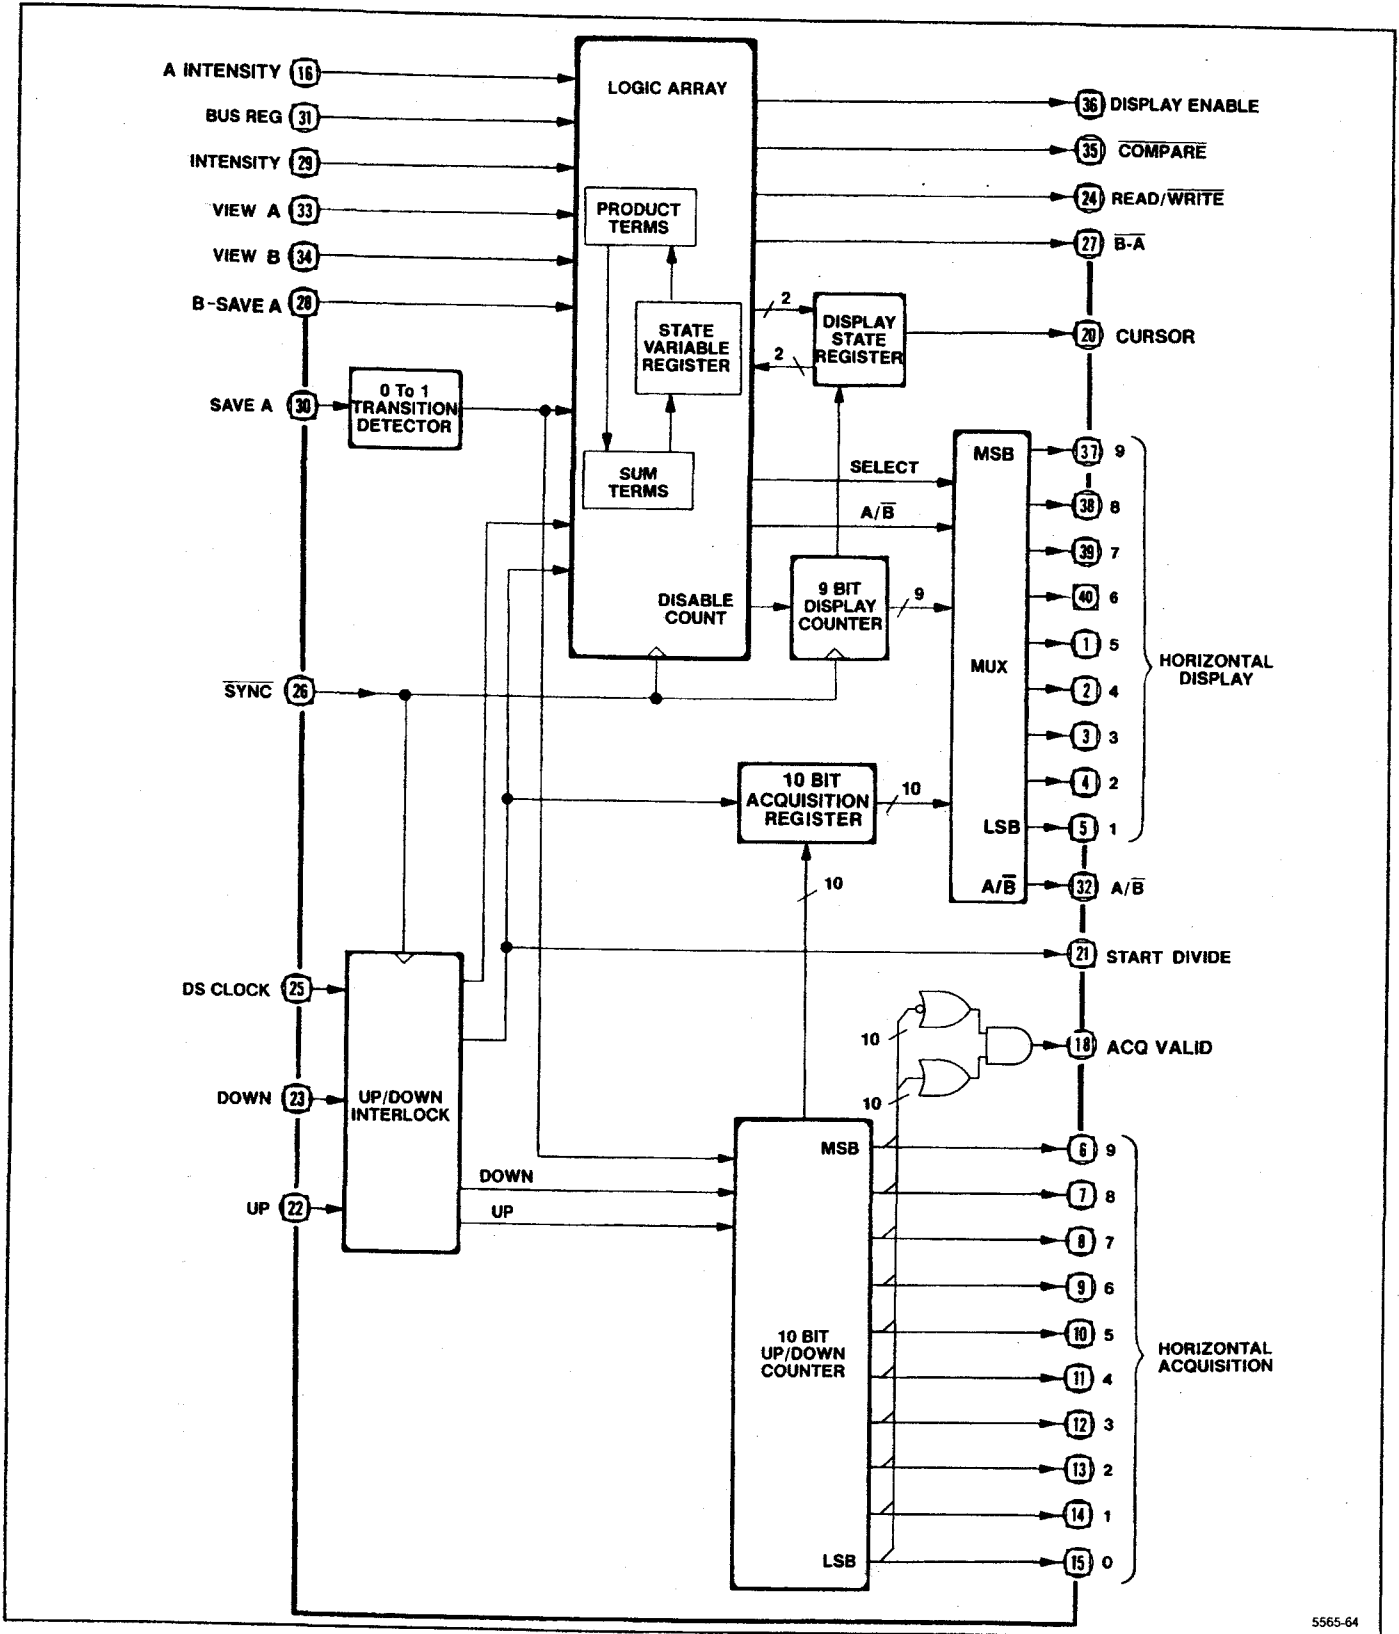 A INTENSITY 16
BUS REG 31
INTENSITY 29
VIEW A 33
VIEW B 34
B-SAVE A 28
SAVE A 30
0 To 1
TRANSITION
DETECTOR
LOGIC ARRAY
PRODUCT
TERMS
STATE
VARIABLE
REGISTER
SUM
TERMS
DISABLE
COUNT
36 DISPLAY ENABLE
35 C̅O̅M̅P̅A̅R̅E̅
24 READ/W̅R̅I̅T̅E̅
27 B̅-̅A̅
2
2
DISPLAY
STATE
REGISTER
20 CURSOR
SELECT
A/B̅
9 BIT
DISPLAY
COUNTER
9
MSB
MUX
LSB
A/B̅
37 9
38 8
39 7
40 6
1 5
2 4
3 3
4 2
5 1
HORIZONTAL
DISPLAY
32 A/B̅
S̅Y̅N̅C̅ 26
10 BIT
ACQUISITION
REGISTER
10
10
21 START DIVIDE
DS CLOCK 25
DOWN 23
UP 22
UP/DOWN
INTERLOCK
DOWN
UP
10
10
18 ACQ VALID
MSB
10 BIT
UP/DOWN
COUNTER
LSB
6 9
7 8
8 7
9 6
10 5
11 4
12 3
13 2
14 1
15 0
HORIZONTAL
ACQUISITION
5565-64